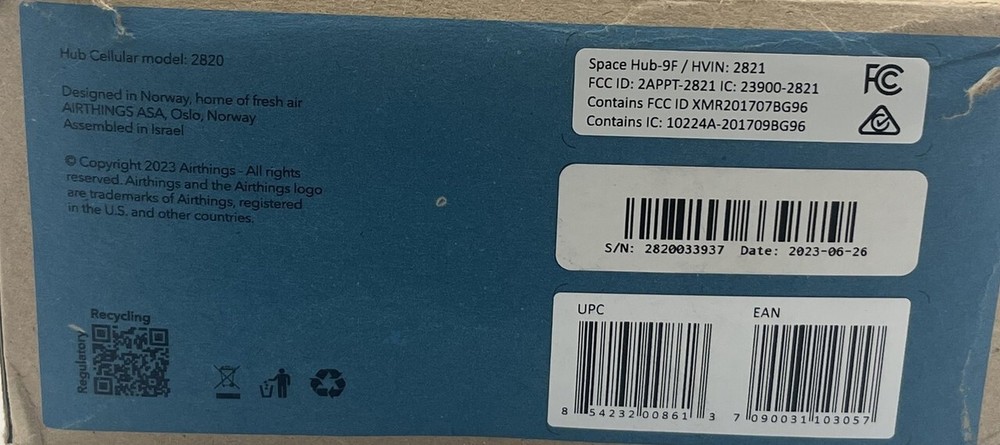 Hub Cellular model: 2820
Designed in Norway, home of fresh air
AIRTHINGS ASA, Oslo, Norway
Assembled in Israel
© Copyright 2023 Airthings - All rights
reserved. Airthings and the Airthings logo
are trademarks of Airthings, registered
in the U.S. and other countries.
Recycling
Regulatory
Space Hub-9F / HVIN: 2821
FCC ID: 2APPT-2821 IC: 23900-2821
Contains FCC ID XMR201707BG96
Contains IC: 10224A-201709BG96
FC
S/N: 2820033937 Date: 2023-06-26
UPC
8 54232 00861 3
EAN
7 090031 103057